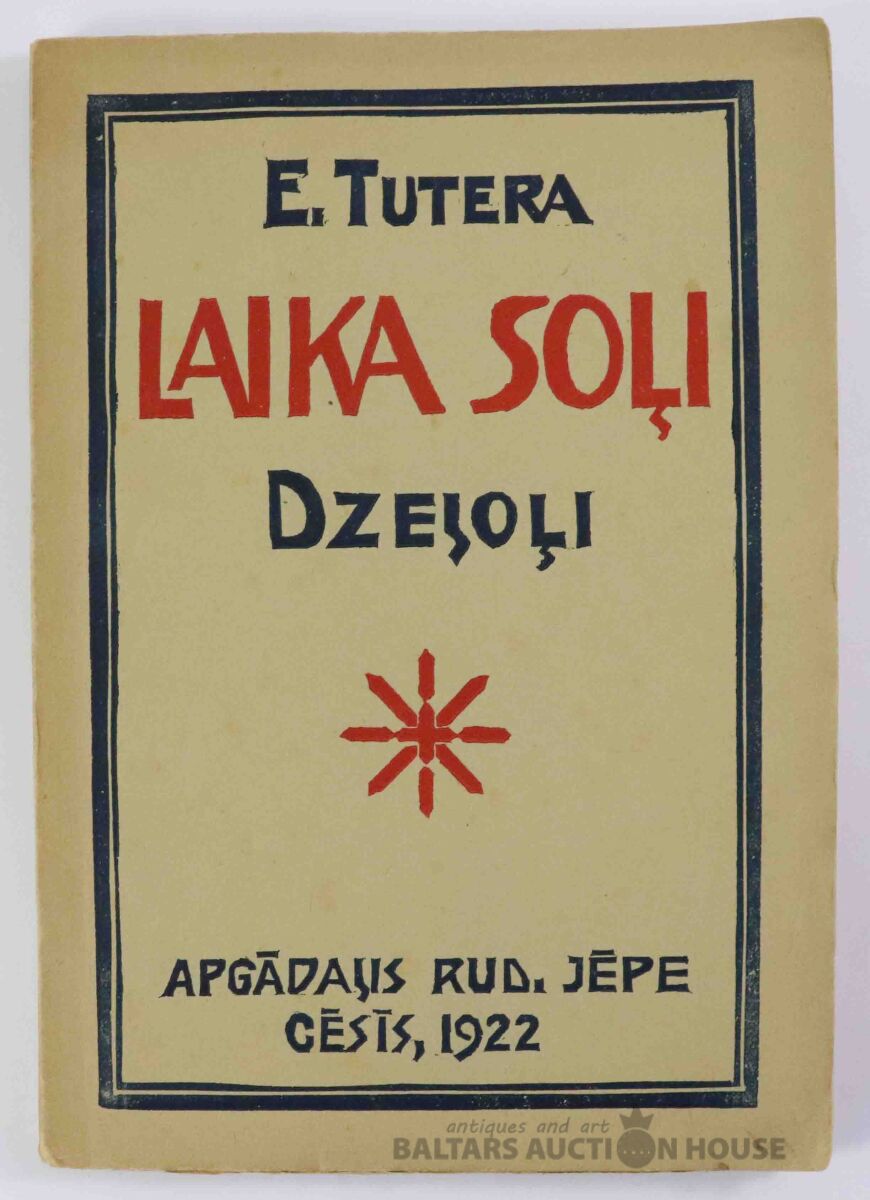 E. TUTERA
LAIKA SOĻI
DZEJOĻI
APGĀDAJIS RUD. JĒPE
CĒSĪS, 1922
antiques and art
BALTARS AUCTION HOUSE